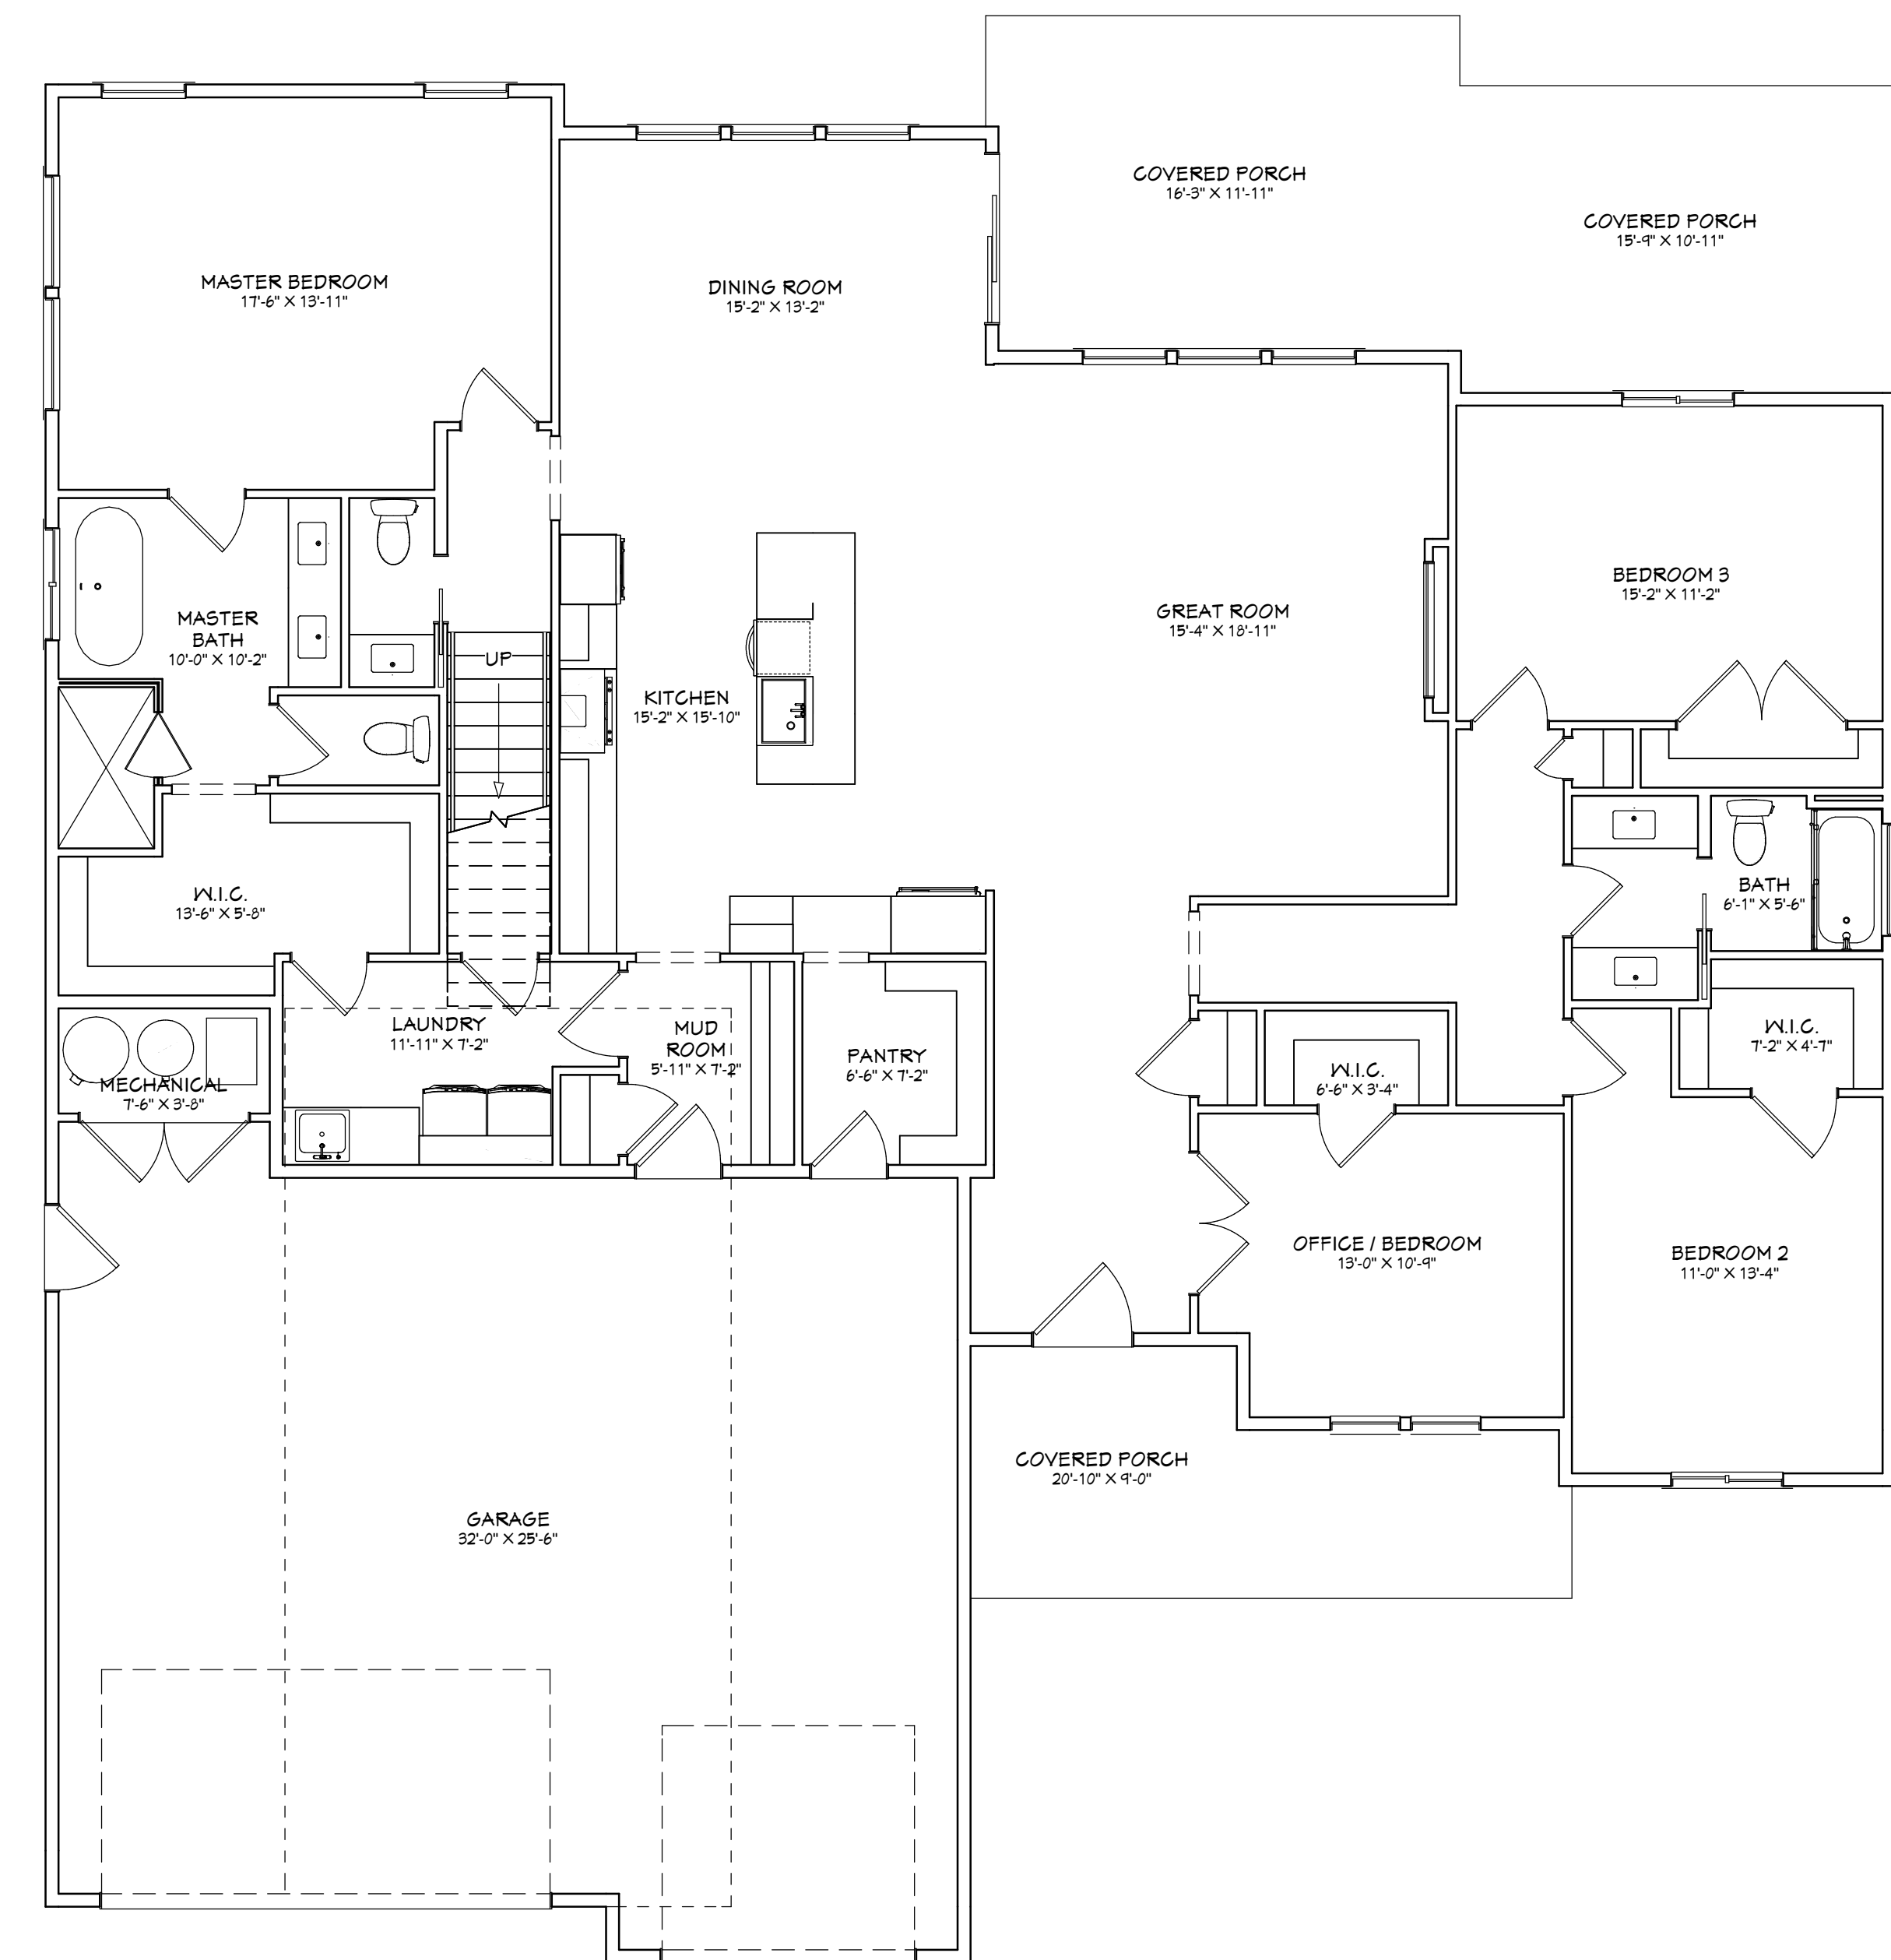 COVERED PORCH
16'-3" X 11'-11"
COVERED PORCH
15'-9" X 10'-11"
MASTER BEDROOM
17'-6" X 13'-11"
DINING ROOM
15'-2" X 13'-2"
BEDROOM 3
15'-2" X 11'-2"
GREAT ROOM
15'-4" X 18'-11"
MASTER
BATH
10'-0" X 10'-2"
UP
KITCHEN
15'-2" X 15'-10"
W.I.C.
13'-6" X 5'-8"
BATH
6'-1" X 5'-6"
LAUNDRY
11'-11" X 7'-2"
MUD
ROOM
5'-11" X 7'-2"
PANTRY
6'-6" X 7'-2"
W.I.C.
6'-6" X 3'-4"
W.I.C.
7'-2" X 4'-7"
MECHANICAL
7'-6" X 3'-8"
OFFICE / BEDROOM
13'-0" X 10'-9"
BEDROOM 2
11'-0" X 13'-4"
COVERED PORCH
20'-10" X 9'-0"
GARAGE
32'-0" X 25'-6"